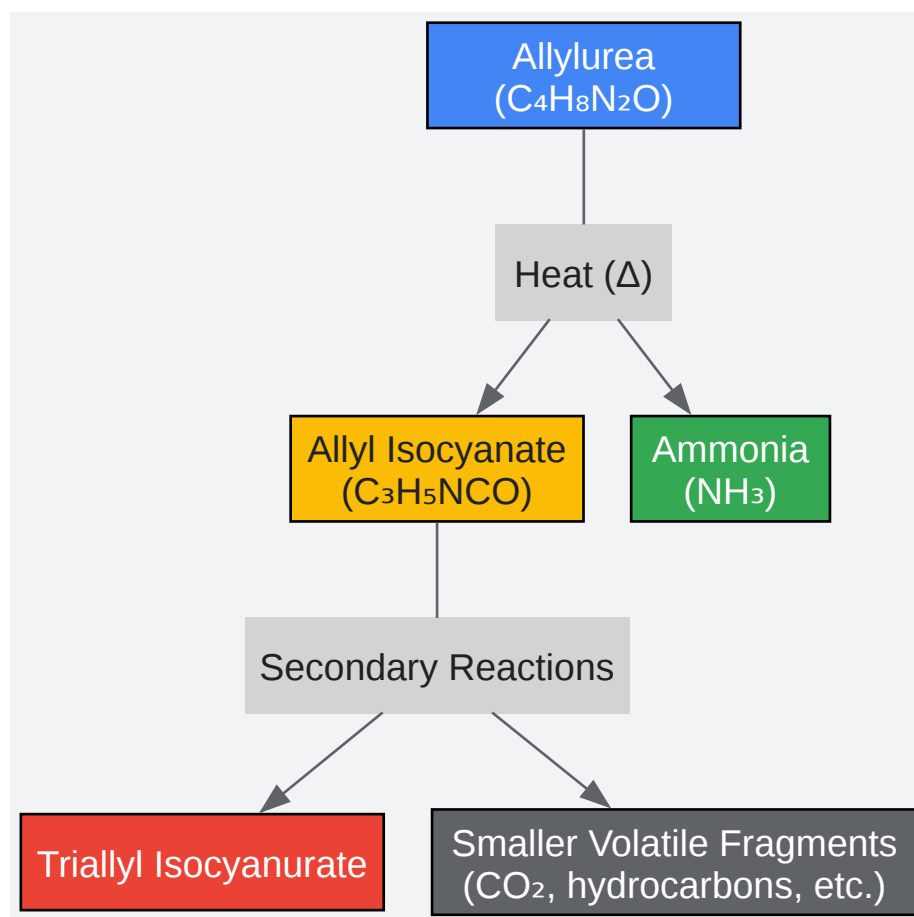 Allylurea
(C₄H₈N₂O)
Heat (Δ)
Allyl Isocyanate
(C₃H₅NCO)
Ammonia
(NH₃)
Secondary Reactions
Triallyl Isocyanurate
Smaller Volatile Fragments
(CO₂, hydrocarbons, etc.)